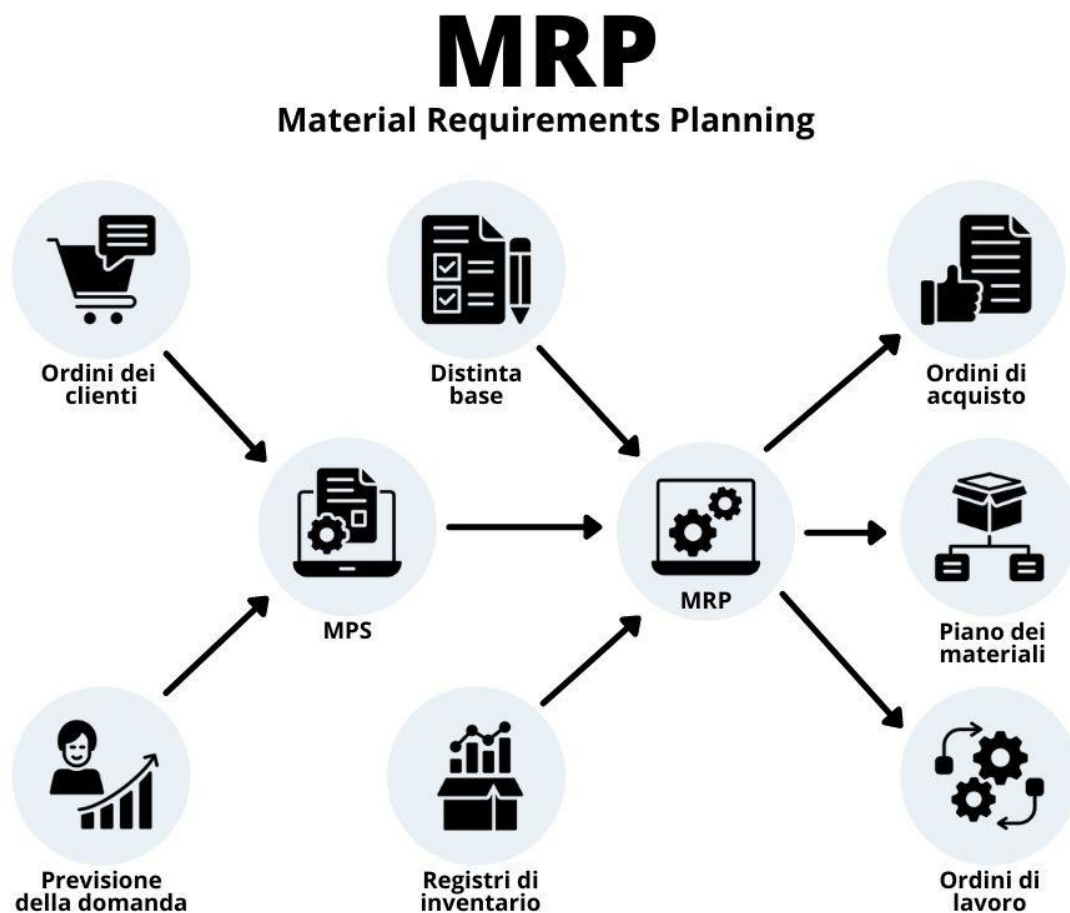 MRP
Material Requirements Planning
Ordini dei
clienti
Distinta
base
Ordini di
acquisto
MPS
MRP
Piano dei
materiali
Previsione
della domanda
Registri di
inventario
Ordini di
lavoro